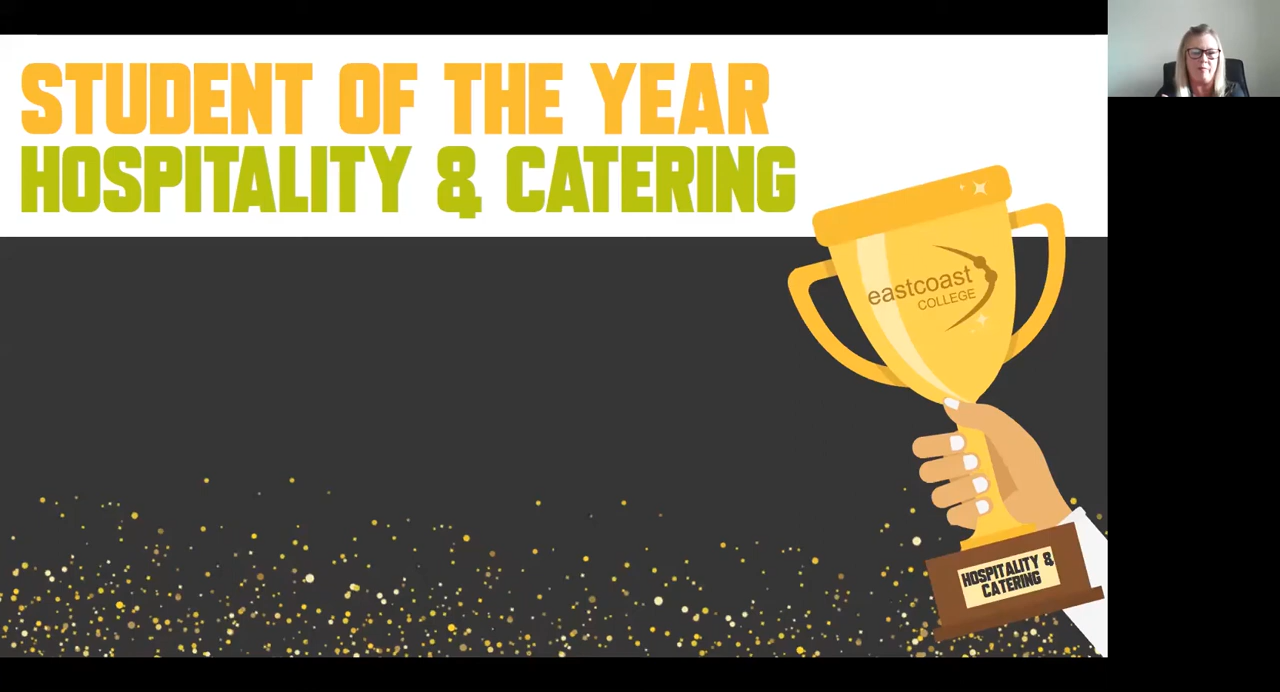 STUDENT OF THE YEAR
HOSPITALITY & CATERING
eastcoast
COLLEGE
HOSPITALITY &
CATERING